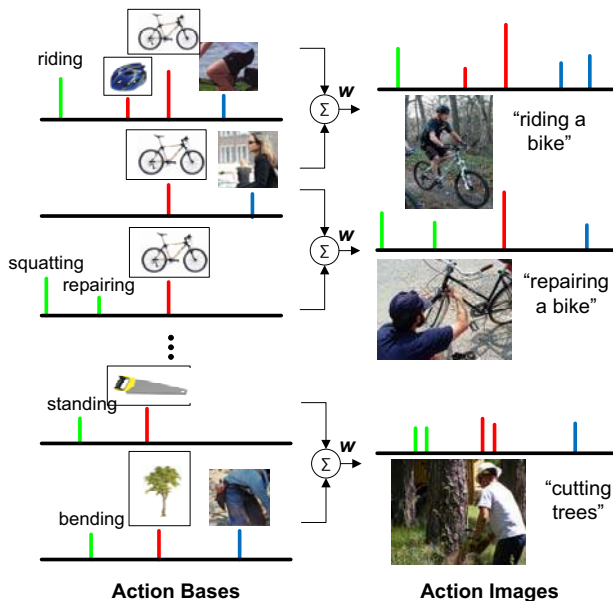 riding
w
Σ
"riding a
bike"
w
Σ
squatting
repairing
"repairing
a bike"
standing
w
Σ
bending
"cutting
trees"
Action Bases
Action Images